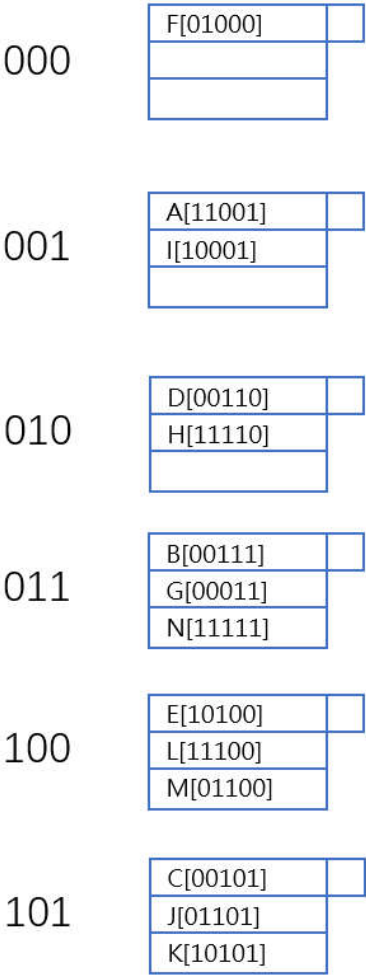 000
F[01000]
001
A[11001]
I[10001]
010
D[00110]
H[11110]
011
B[00111]
G[00011]
N[11111]
100
E[10100]
L[11100]
M[01100]
101
C[00101]
J[01101]
K[10101]